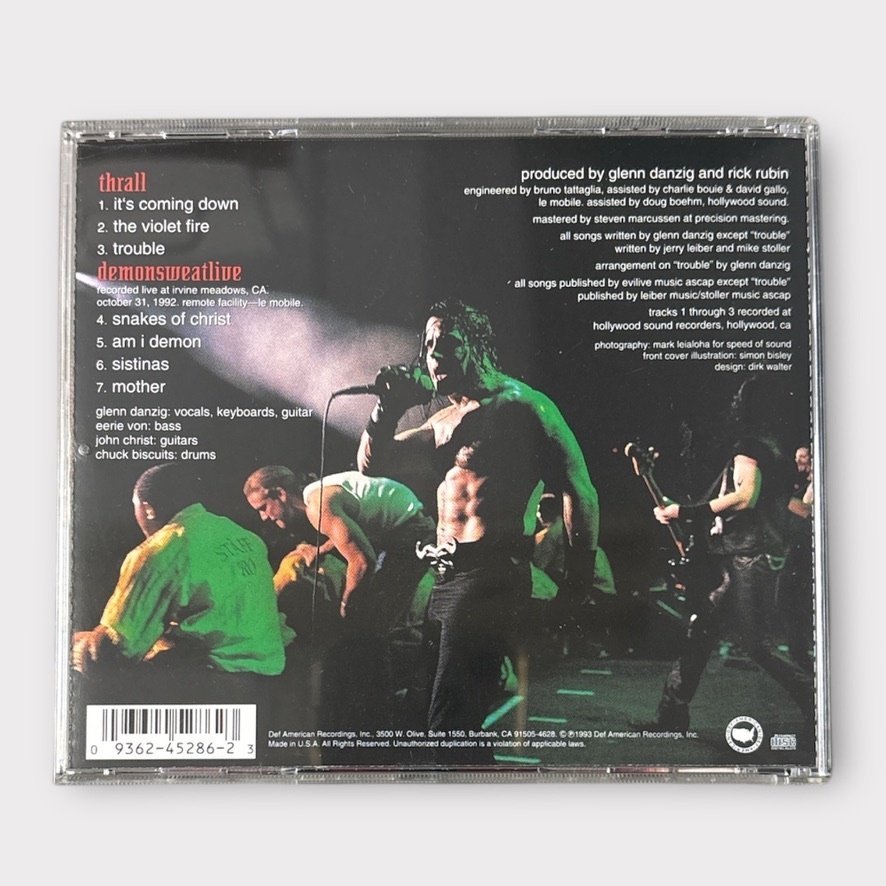 thrall
1. it's coming down
2. the violet fire
3. trouble
demonsweatlive
recorded live at irvine meadows, CA.
october 31, 1992. remote facility—le mobile.
4. snakes of christ
5. am i demon
6. sistinas
7. mother
glenn danzig: vocals, keyboards, guitar
eerie von: bass
john christ: guitars
chuck biscuits: drums
produced by glenn danzig and rick rubin
engineered by bruno tattaglia, assisted by charlie bouie & david gallo,
le mobile. assisted by doug boehm, hollywood sound.
mastered by steven marcussen at precision mastering.
all songs written by glenn danzig except "trouble"
written by jerry leiber and mike stoller
arrangement on "trouble" by glenn danzig
all songs published by evilive music ascap except "trouble"
published by leiber music/stoller music ascap
tracks 1 through 3 recorded at
hollywood sound recorders, hollywood, ca
photography: mark leialoha for speed of sound
front cover illustration: simon bisley
design: dirk walter
0 9362-45286-2 3
Def American Recordings, Inc., 3500 W. Olive, Suite 1550, Burbank, CA 91505-4628. ©℗1993 Def American Recordings, Inc.
Made in U.S.A. All Rights Reserved. Unauthorized duplication is a violation of applicable laws.
disc